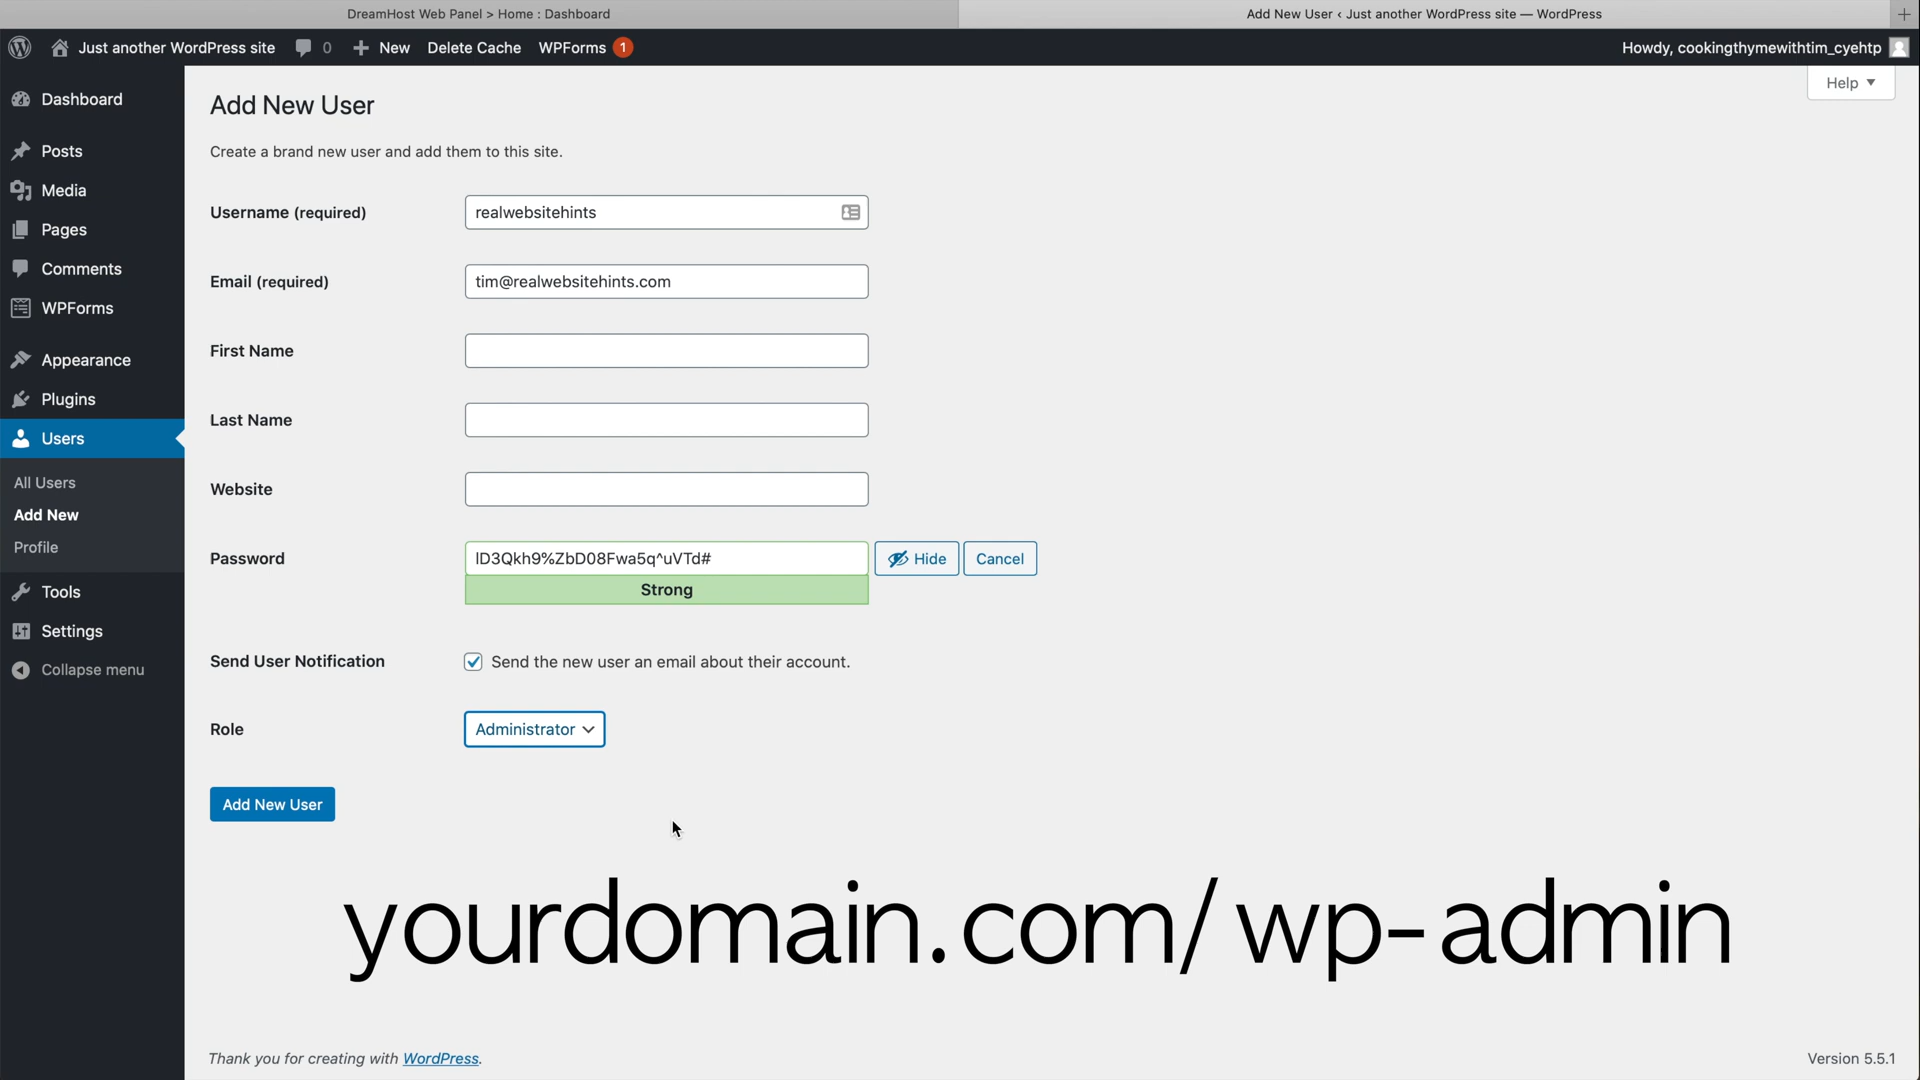 DreamHost Web Panel > Home : Dashboard
Add New User ‹ Just another WordPress site — WordPress
Just another WordPress site
0
New
Delete Cache
WPForms
1
Howdy, cookingthymewithtim_cyehtp
Help
Dashboard
Posts
Media
Pages
Comments
WPForms
Appearance
Plugins
Users
All Users
Add New
Profile
Tools
Settings
Collapse menu
Add New User
Create a brand new user and add them to this site.
Username (required)
realwebsitehints
Email (required)
tim@realwebsitehints.com
First Name
Last Name
Website
Password
lD3Qkh9%ZbD08Fwa5q^uVTd#
Hide
Cancel
Strong
Send User Notification
Send the new user an email about their account.
Role
Administrator
Add New User
yourdomain.com/wp-admin
Thank you for creating with WordPress.
Version 5.5.1